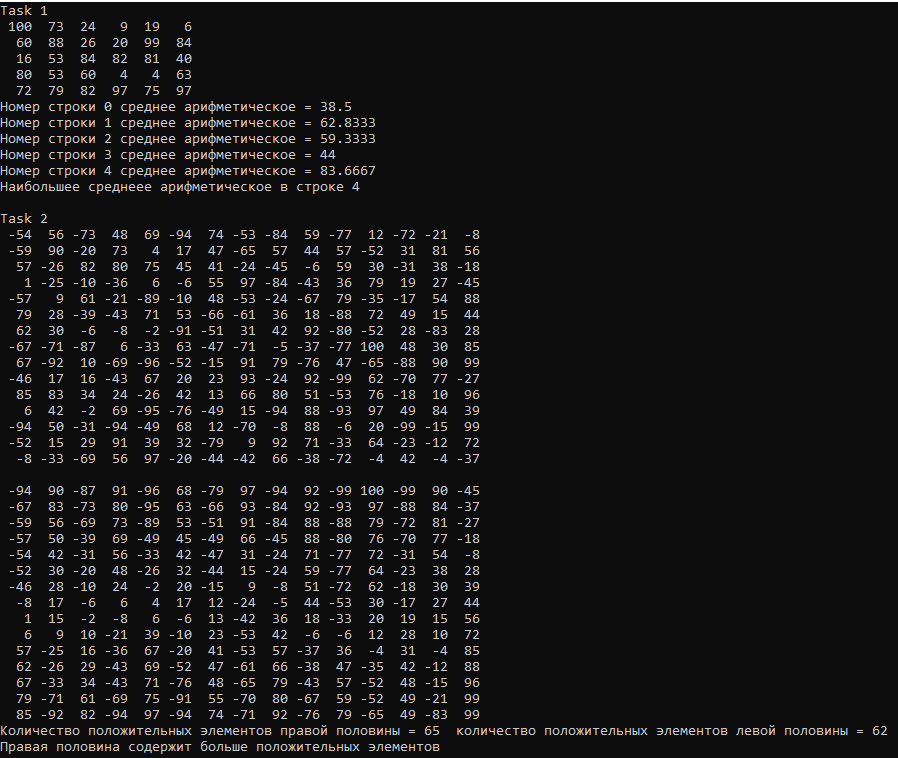 Task 1
100 73 24 9 19 6
60 88 26 20 99 84
16 53 84 82 81 40
80 53 60 4 4 63
72 79 82 97 75 97
Номер строки 0 среднее арифметическое = 38.5
Номер строки 1 среднее арифметическое = 62.8333
Номер строки 2 среднее арифметическое = 59.3333
Номер строки 3 среднее арифметическое = 44
Номер строки 4 среднее арифметическое = 83.6667
Наибольшее среднеее арифметическое в строке 4
Task 2
-54 56 -73 48 69 -94 74 -53 -84 59 -77 12 -72 -21 -8
-59 90 -20 73 4 17 47 -65 57 44 57 -52 31 81 56
57 -26 82 80 75 45 41 -24 -45 -6 59 30 -31 38 -18
1 -25 -10 -36 6 -6 55 97 -84 -43 36 79 19 27 -45
-57 9 61 -21 -89 -10 48 -53 -24 -67 79 -35 -17 54 88
79 28 -39 -43 71 53 -66 -61 36 18 -88 72 49 15 44
62 30 -6 -8 -2 -91 -51 31 42 92 -80 -52 28 -83 28
-67 -71 -87 6 -33 63 -47 -71 -5 -37 -77 100 48 30 85
67 -92 10 -69 -96 -52 -15 91 79 -76 47 -65 -88 90 99
-46 17 16 -43 67 20 23 93 -24 92 -99 62 -70 77 -27
85 83 34 24 -26 42 13 66 80 51 -53 76 -18 10 96
6 42 -2 69 -95 -76 -49 15 -94 88 -93 97 49 84 39
-94 50 -31 -94 -49 68 12 -70 -8 88 -6 20 -99 -15 99
-52 15 29 91 39 32 -79 9 92 71 -33 64 -23 -12 72
-8 -33 -69 56 97 -20 -44 -42 66 -38 -72 -4 42 -4 -37
-94 90 -87 91 -96 68 -79 97 -94 92 -99 100 -99 90 -45
-67 83 -73 80 -95 63 -66 93 -84 92 -93 97 -88 84 -37
-59 56 -69 73 -89 53 -51 91 -84 88 -88 79 -72 81 -27
-57 50 -39 69 -49 45 -49 66 -45 88 -80 76 -70 77 -18
-54 42 -31 56 -33 42 -47 31 -24 71 -77 72 -31 54 -8
-52 30 -20 48 -26 32 -44 15 -24 59 -77 64 -23 38 28
-46 28 -10 24 -2 20 -15 9 -8 51 -72 62 -18 30 39
-8 17 -6 6 4 17 12 -24 -5 44 -53 30 -17 27 44
1 15 -2 -8 6 -6 13 -42 36 18 -33 20 19 15 56
6 9 10 -21 39 -10 23 -53 42 -6 -6 12 28 10 72
57 -25 16 -36 67 -20 41 -53 57 -37 36 -4 31 -4 85
62 -26 29 -43 69 -52 47 -61 66 -38 47 -35 42 -12 88
67 -33 34 -43 71 -76 48 -65 79 -43 57 -52 48 -15 96
79 -71 61 -69 75 -91 55 -70 80 -67 59 -52 49 -21 99
85 -92 82 -94 97 -94 74 -71 92 -76 79 -65 49 -83 99
Количество положительных элементов правой половины = 65 количество положительных элементов левой половины = 62
Правая половина содержит больше положительных элементов